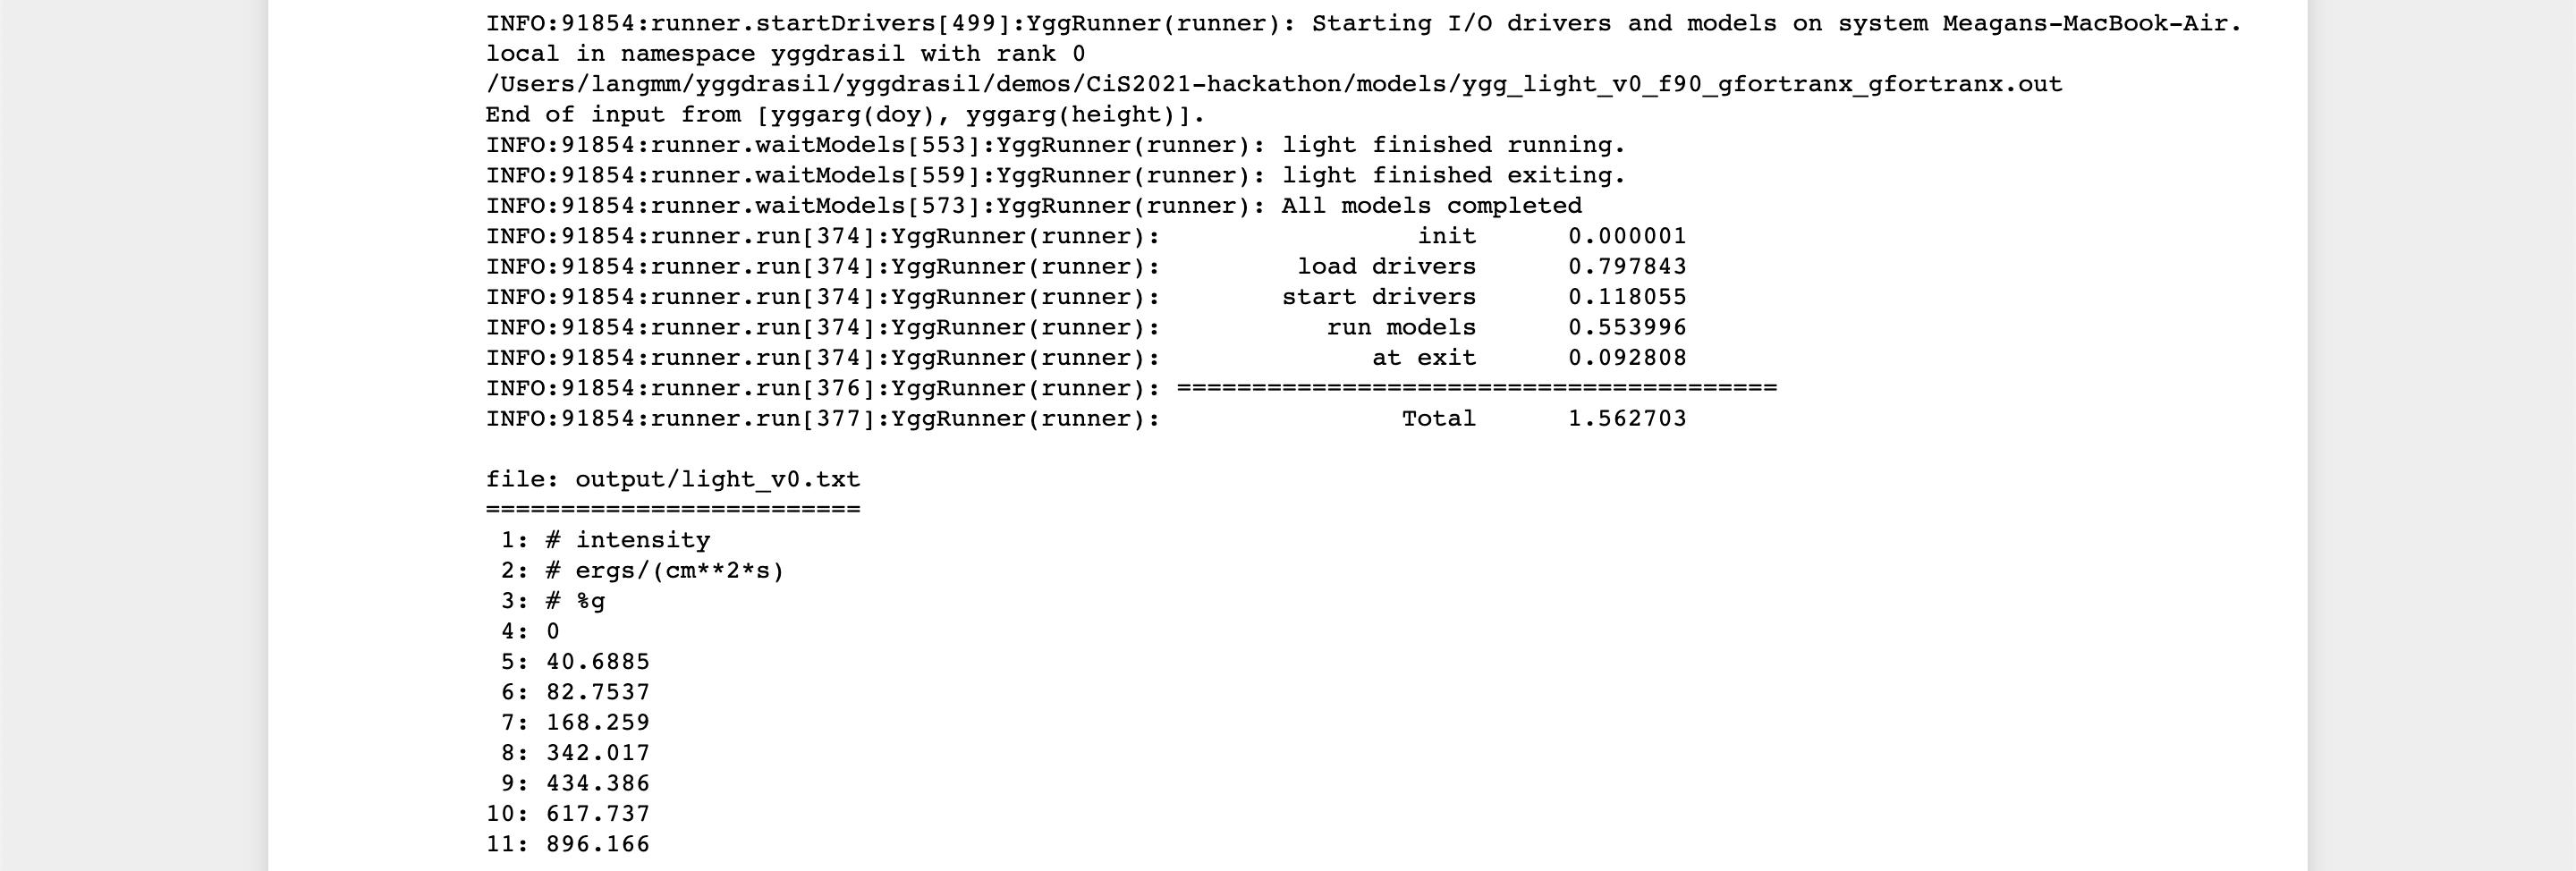 INFO:91854:runner.startDrivers[499]:YggRunner(runner): Starting I/O drivers and models on system Meagans-MacBook-Air.
local in namespace yggdrasil with rank 0
/Users/langmm/yggdrasil/yggdrasil/demos/CiS2021-hackathon/models/ygg_light_v0_f90_gfortranx_gfortranx.out
End of input from [yggarg(doy), yggarg(height)].
INFO:91854:runner.waitModels[553]:YggRunner(runner): light finished running.
INFO:91854:runner.waitModels[559]:YggRunner(runner): light finished exiting.
INFO:91854:runner.waitModels[573]:YggRunner(runner): All models completed
INFO:91854:runner.run[374]:YggRunner(runner):                 init      0.000001
INFO:91854:runner.run[374]:YggRunner(runner):         load drivers      0.797843
INFO:91854:runner.run[374]:YggRunner(runner):        start drivers      0.118055
INFO:91854:runner.run[374]:YggRunner(runner):           run models      0.553996
INFO:91854:runner.run[374]:YggRunner(runner):              at exit      0.092808
INFO:91854:runner.run[376]:YggRunner(runner): ========================================
INFO:91854:runner.run[377]:YggRunner(runner):                Total      1.562703
file: output/light_v0.txt
=========================
 1: # intensity
 2: # ergs/(cm**2*s)
 3: # %g
 4: 0
 5: 40.6885
 6: 82.7537
 7: 168.259
 8: 342.017
 9: 434.386
10: 617.737
11: 896.166